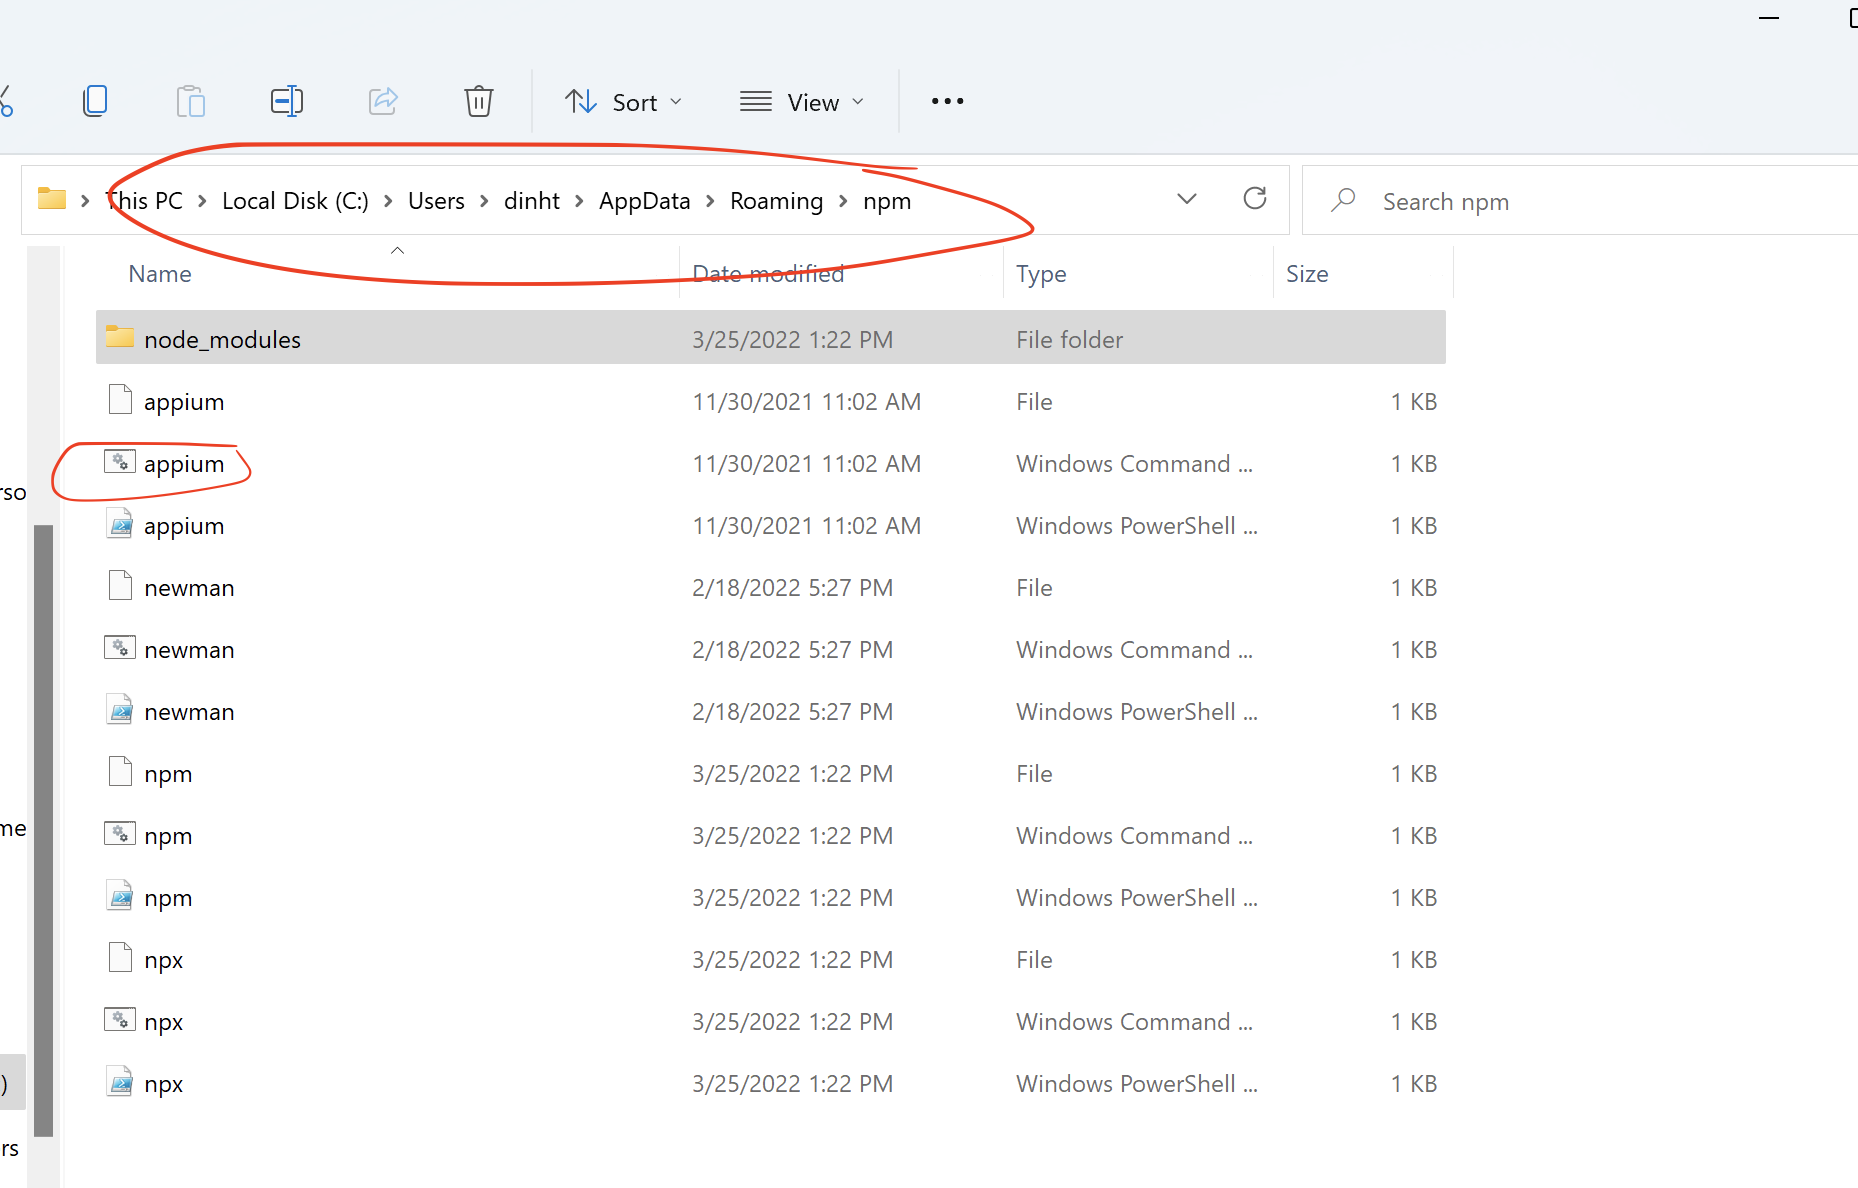 Sort View
This PC Local Disk (C:) Users dinht AppData Roaming npm Search npm
Name Date modified Type Size
node_modules 3/25/2022 1:22 PM File folder
appium 11/30/2021 11:02 AM File 1 KB
appium 11/30/2021 11:02 AM Windows Command ... 1 KB
rso
appium 11/30/2021 11:02 AM Windows PowerShell ... 1 KB
newman 2/18/2022 5:27 PM File 1 KB
newman 2/18/2022 5:27 PM Windows Command ... 1 KB
newman 2/18/2022 5:27 PM Windows PowerShell ... 1 KB
npm 3/25/2022 1:22 PM File 1 KB
me
npm 3/25/2022 1:22 PM Windows Command ... 1 KB
npm 3/25/2022 1:22 PM Windows PowerShell ... 1 KB
npx 3/25/2022 1:22 PM File 1 KB
npx 3/25/2022 1:22 PM Windows Command ... 1 KB
)
npx 3/25/2022 1:22 PM Windows PowerShell ... 1 KB
rs